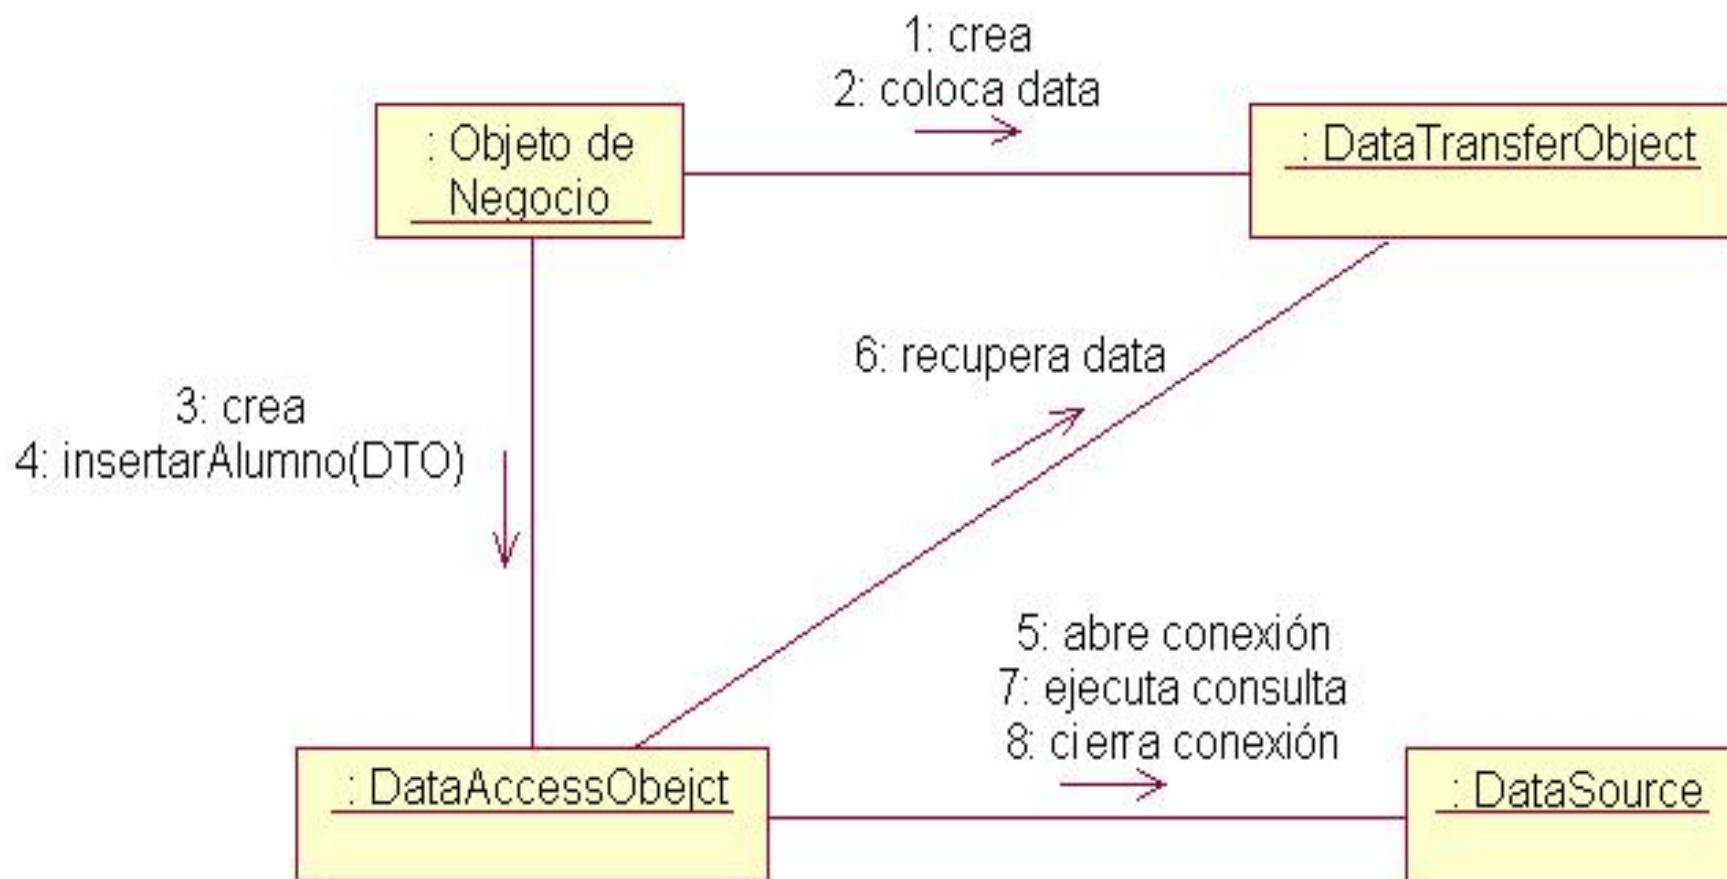 1: crea
2: coloca data
: Objeto de
Negocio
: DataTransferObject
6: recupera data
3: crea
4: insertarAlumno(DTO)
5: abre conexión
7: ejecuta consulta
8: cierra conexión
: DataAccessObejct
: DataSource